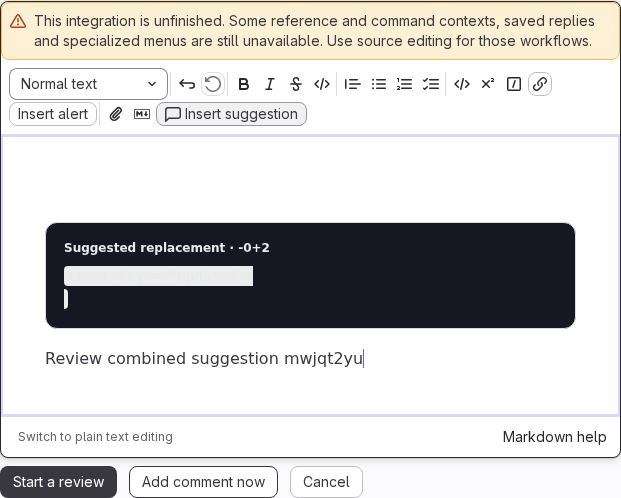 This integration is unfinished. Some reference and command contexts, saved replies
and specialized menus are still unavailable. Use source editing for those workflows.
Normal text
B I S
Insert alert
Insert suggestion
Suggested replacement · -0+2
Review combined suggestion mwjqt2yu
Switch to plain text editing
Markdown help
Start a review
Add comment now
Cancel